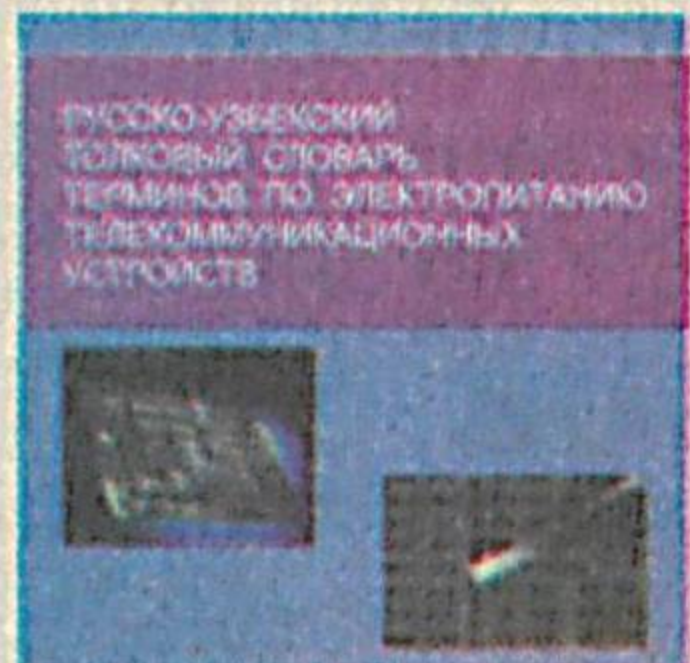 РУССКО-УЗБЕКСКИЙ
ТОЛКОВЫЙ СЛОВАРЬ
ТЕРМИНОВ ПО ЭЛЕКТРОПИТАНИЮ
ТЕЛЕКОММУНИКАЦИОННЫХ
УСТРОЙСТВ